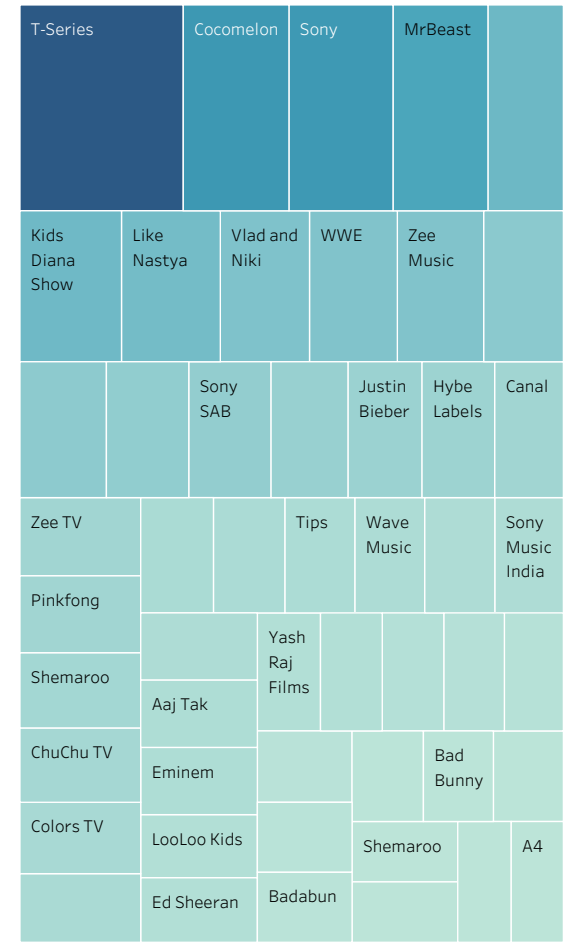 T-Series
Cocomelon
Sony
MrBeast
Kids
Diana
Show
Like
Nastya
Vlad and
Niki
WWE
Zee
Music
Sony
SAB
Justin
Bieber
Hybe
Labels
Canal
Zee TV
Pinkfong
Shemaroo
ChuChu TV
Colors TV
Tips
Wave
Music
Sony
Music
India
Aaj Tak
Eminem
LooLoo Kids
Ed Sheeran
Yash
Raj
Films
Badabun
Bad
Bunny
Shemaroo
A4